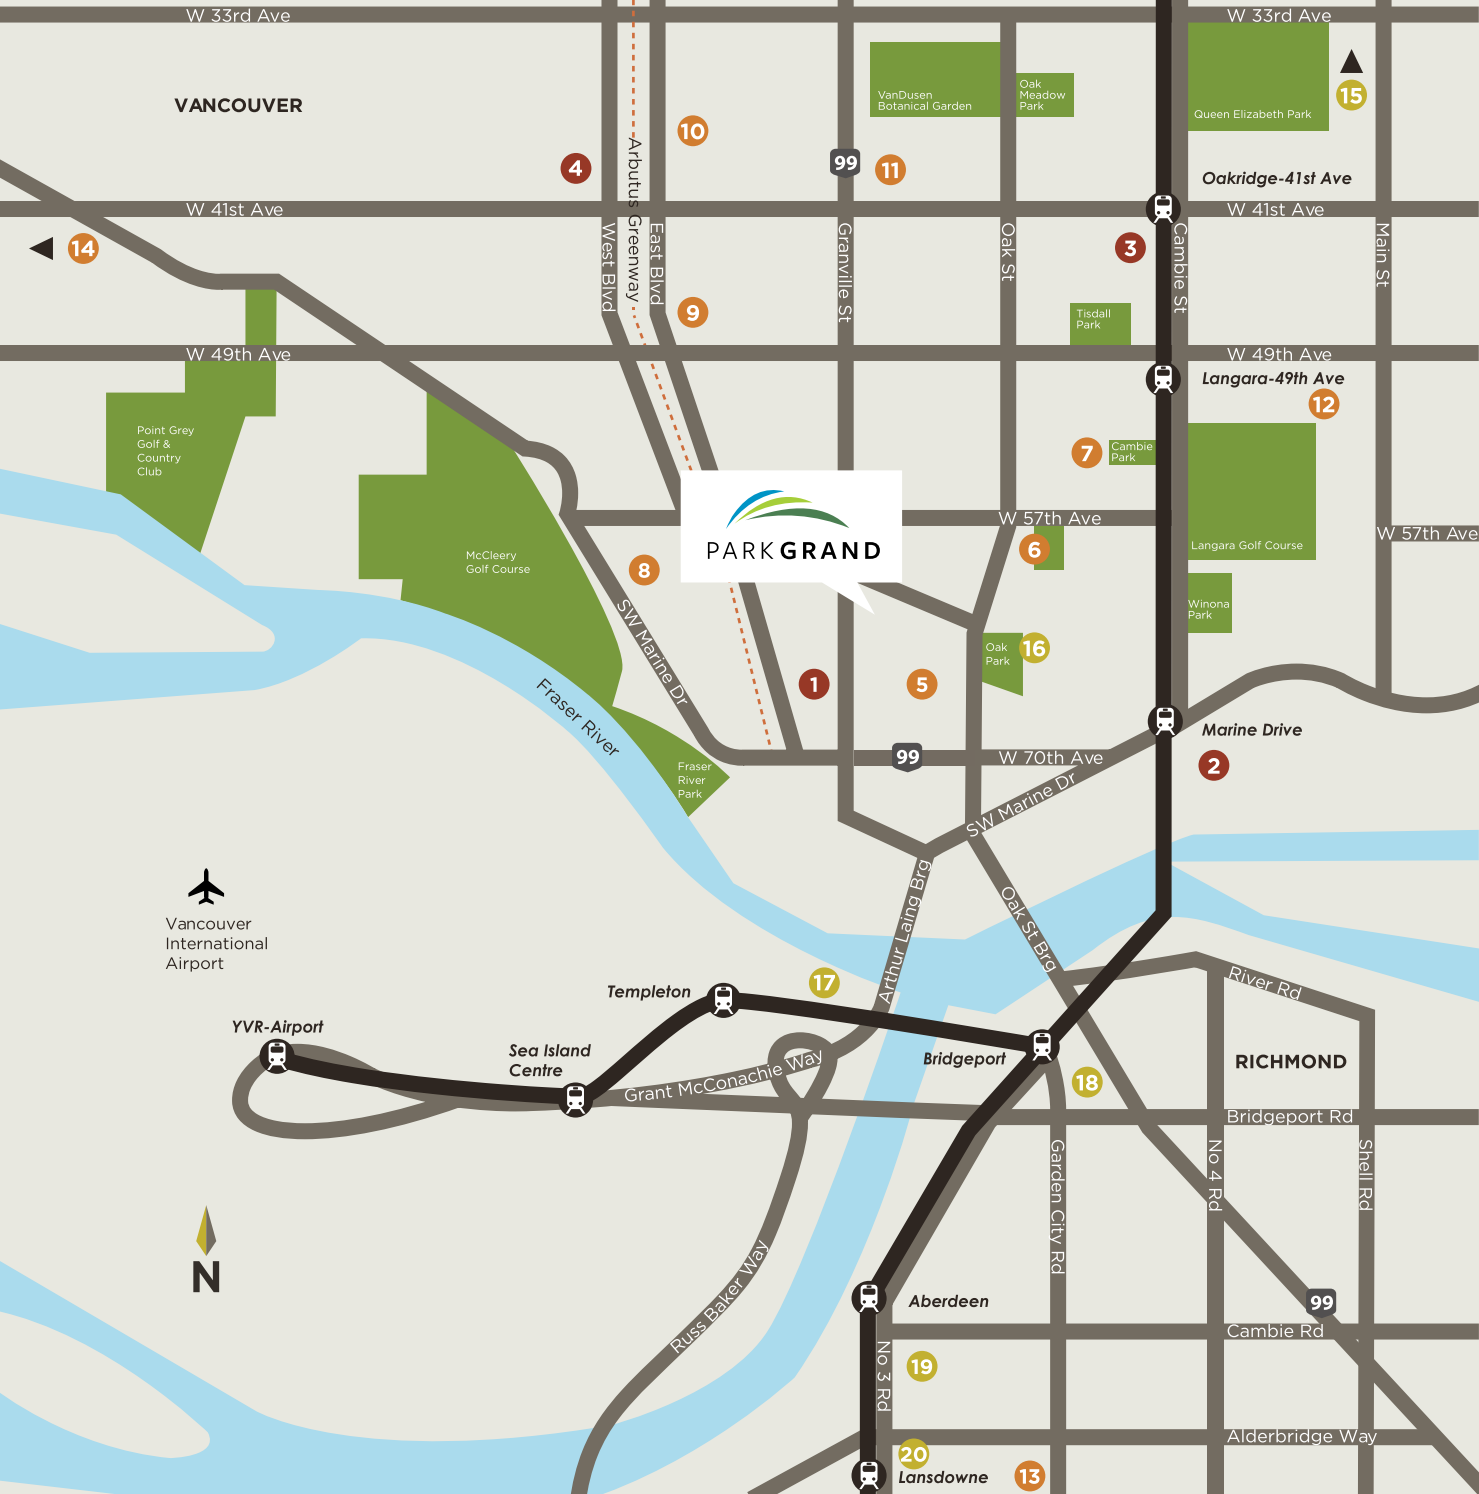 W 33rd Ave
W 33rd Ave
VANCOUVER
VanDusen
Botanical Garden
Oak
Meadow
Park
Queen Elizabeth Park
15
10
4
99
11
Arbutus Greenway
Oakridge-41st Ave
W 41st Ave
W 41st Ave
14
West Blvd
East Blvd
Granville St
Oak St
3
Cambie St
Main St
9
Tisdall
Park
W 49th Ave
W 49th Ave
Langara-49th Ave
12
Point Grey
Golf &
Country
Club
7
Cambie
Park
W 57th Ave
W 57th Ave
PARKGRAND
6
Langara Golf Course
McCleery
Golf Course
8
SW Marine Dr
Winona
Park
Oak
Park
16
1
5
Fraser River
Marine Drive
99
W 70th Ave
2
Fraser
River
Park
SW Marine Dr
Arthur Laing Brg
Oak St Brg
Vancouver
International
Airport
Templeton
17
River Rd
YVR-Airport
Sea Island
Centre
Bridgeport
RICHMOND
Grant McConachie Way
18
Bridgeport Rd
Garden City Rd
No 4 Rd
Shell Rd
N
Russ Baker Way
Aberdeen
99
Cambie Rd
No 3 Rd
19
Alderbridge Way
20
Lansdowne
13